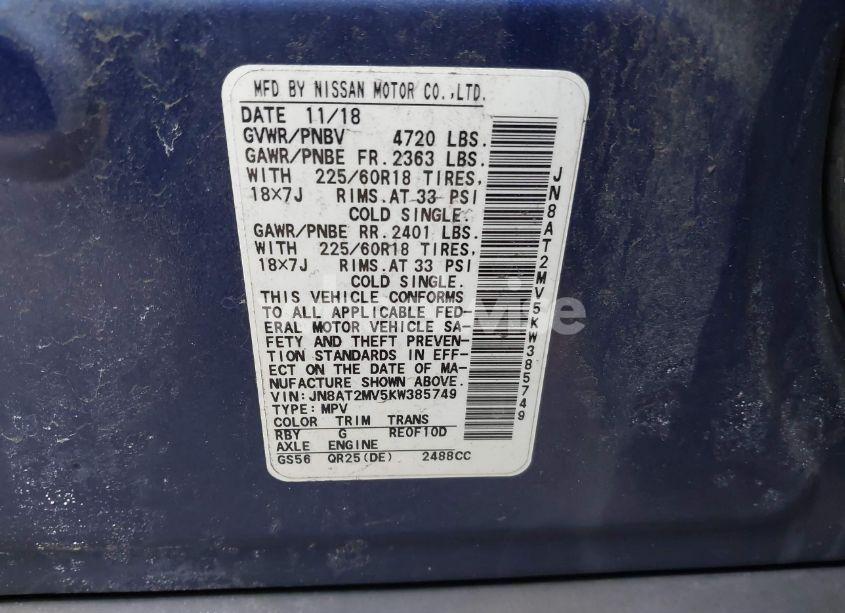 MFD BY NISSAN MOTOR CO.,LTD.
DATE 11/18
GVWR/PNBV 4720 LBS.
GAWR/PNBE FR. 2363 LBS.
WITH 225/60R18 TIRES,
18×7J RIMS. AT 33 PSI
COLD SINGLE.
GAWR/PNBE RR. 2401 LBS.
WITH 225/60R18 TIRES,
18×7J RIMS. AT 33 PSI
COLD SINGLE.
THIS VEHICLE CONFORMS
TO ALL APPLICABLE FED-
ERAL MOTOR VEHICLE SA-
FETY AND THEFT PREVEN-
TION STANDARDS IN EFF-
ECT ON THE DATE OF MA-
NUFACTURE SHOWN ABOVE.
VIN:JN8AT2MV5KW385749
TYPE:MPV
COLOR TRIM TRANS
RBY G RE0F10D
AXLE ENGINE
GS56 QR25(DE) 2488CC
JN8AT2MV5KW385749